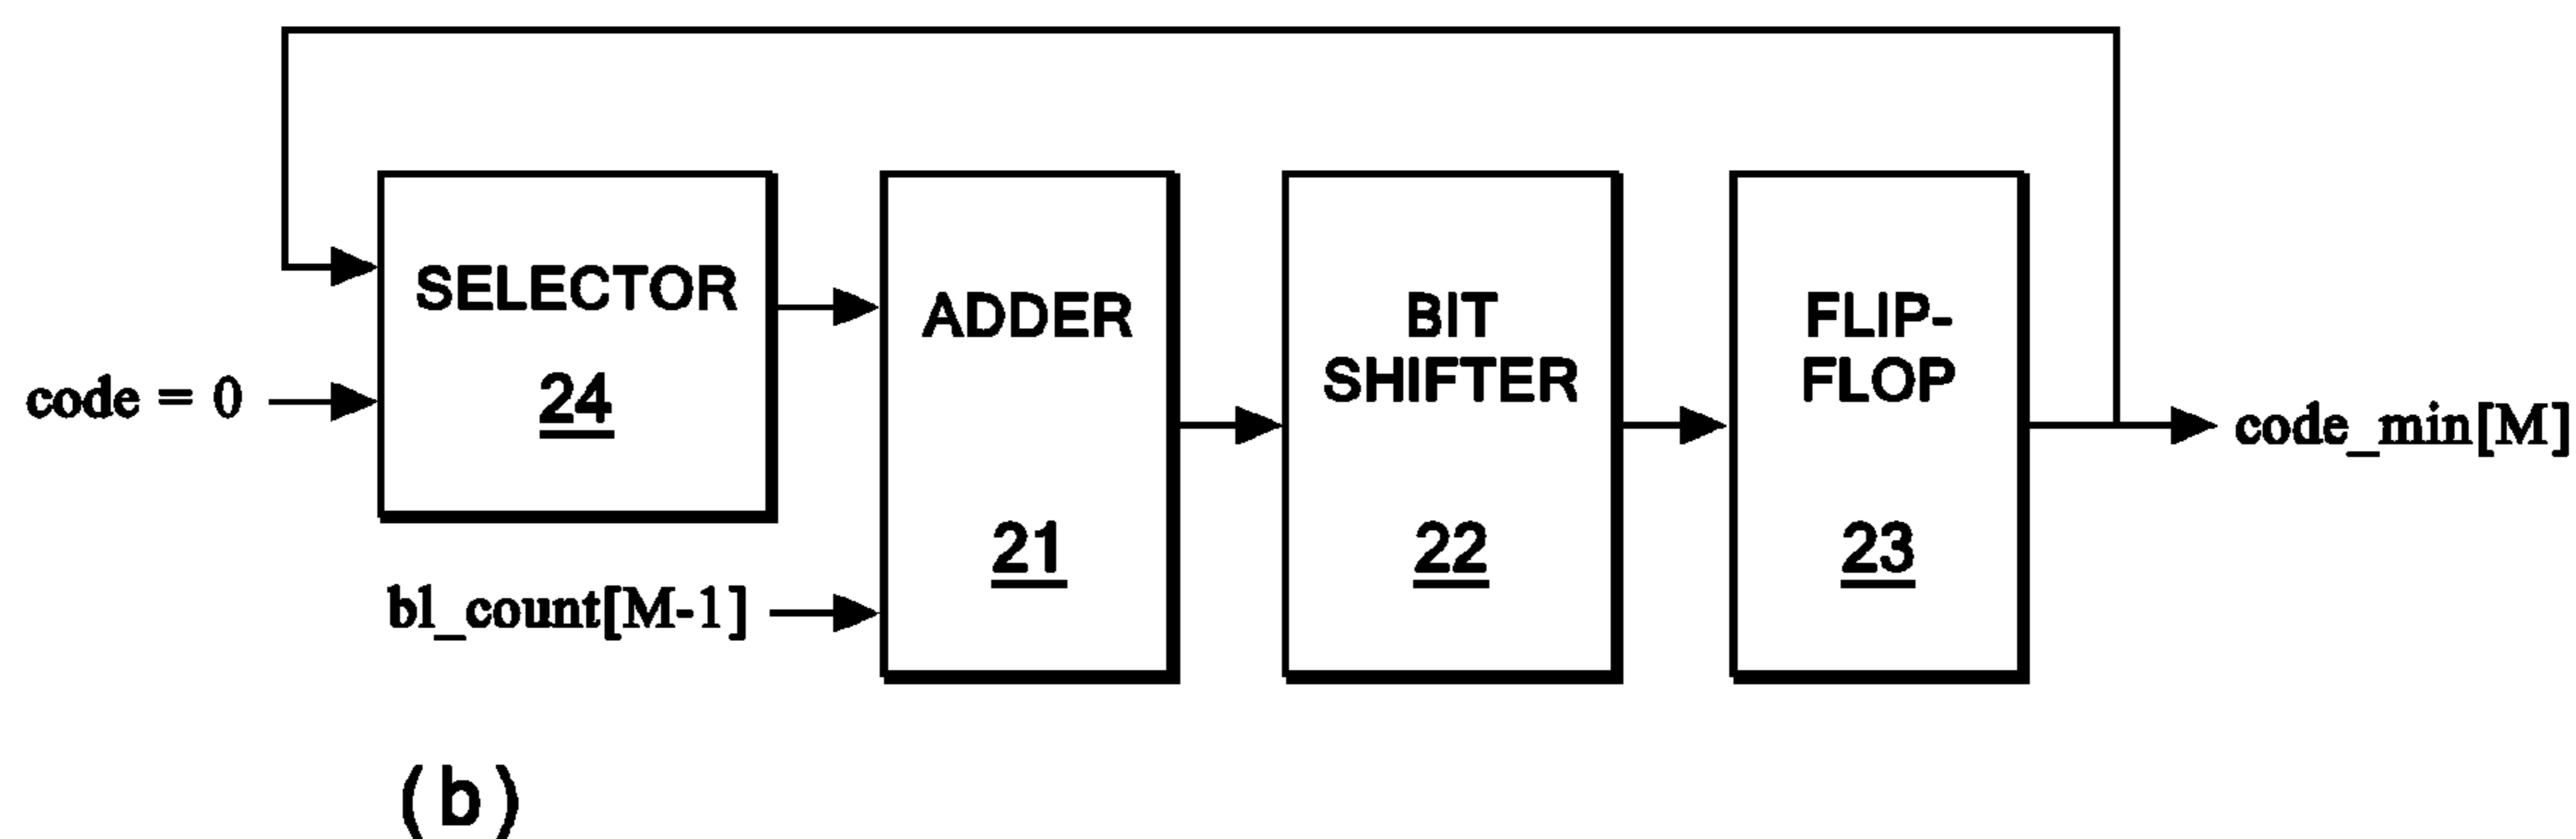 SELECTOR
24
code = 0
bl_count[M-1]
ADDER
21
BIT
SHIFTER
22
FLIP-
FLOP
23
code_min[M]
(b)